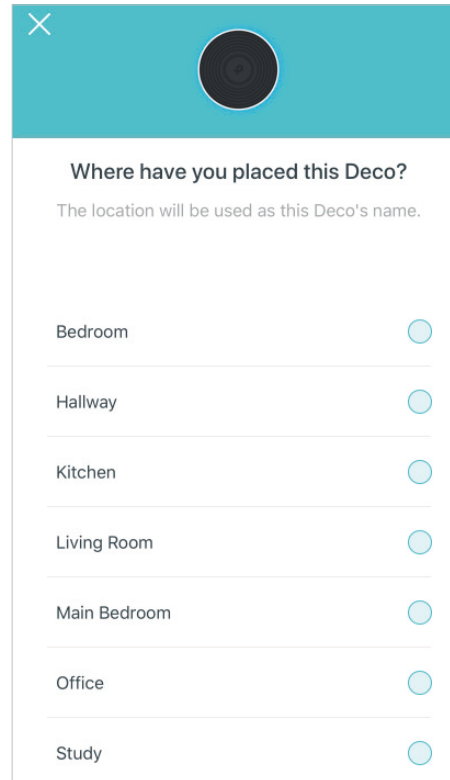 Where have you placed this Deco?
The location will be used as this Deco's name.
Bedroom
Hallway
Kitchen
Living Room
Main Bedroom
Office
Study